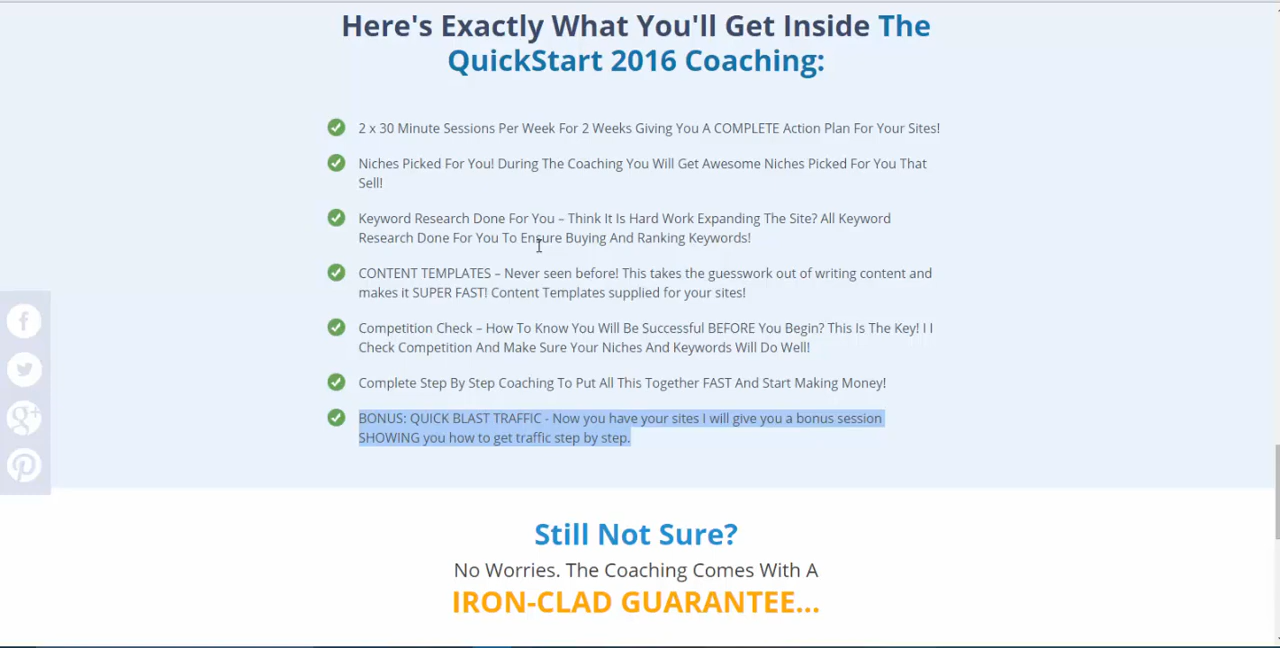 Here's Exactly What You'll Get Inside The
QuickStart 2016 Coaching:
2 x 30 Minute Sessions Per Week For 2 Weeks Giving You A COMPLETE Action Plan For Your Sites!
Niches Picked For You! During The Coaching You Will Get Awesome Niches Picked For You That
Sell!
Keyword Research Done For You – Think It Is Hard Work Expanding The Site? All Keyword
Research Done For You To Ensure Buying And Ranking Keywords!
CONTENT TEMPLATES – Never seen before! This takes the guesswork out of writing content and
makes it SUPER FAST! Content Templates supplied for your sites!
Competition Check – How To Know You Will Be Successful BEFORE You Begin? This Is The Key! I I
Check Competition And Make Sure Your Niches And Keywords Will Do Well!
Complete Step By Step Coaching To Put All This Together FAST And Start Making Money!
BONUS: QUICK BLAST TRAFFIC - Now you have your sites I will give you a bonus session
SHOWING you how to get traffic step by step.
Still Not Sure?
No Worries. The Coaching Comes With A
IRON-CLAD GUARANTEE...